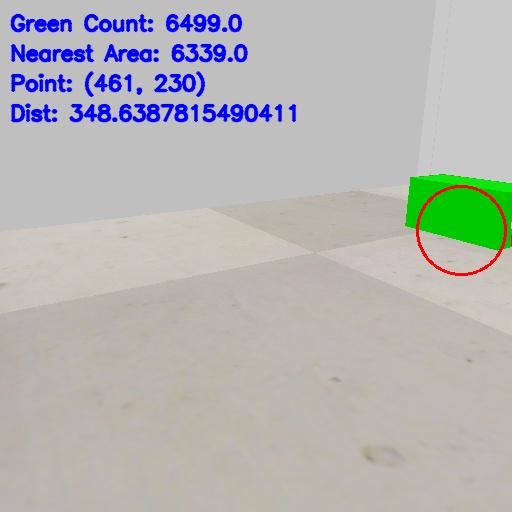 Green Count: 6499.0
Nearest Area: 6339.0
Point: (461, 230)
Dist: 348.6387815490411